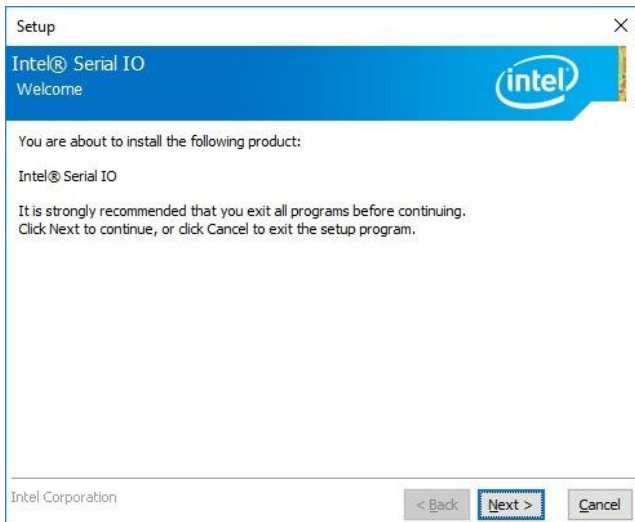 Setup
Intel® Serial IO
Welcome
intel
You are about to install the following product:
Intel® Serial IO
It is strongly recommended that you exit all programs before continuing.
Click Next to continue, or click Cancel to exit the setup program.
Intel Corporation
< Back
Next >
Cancel